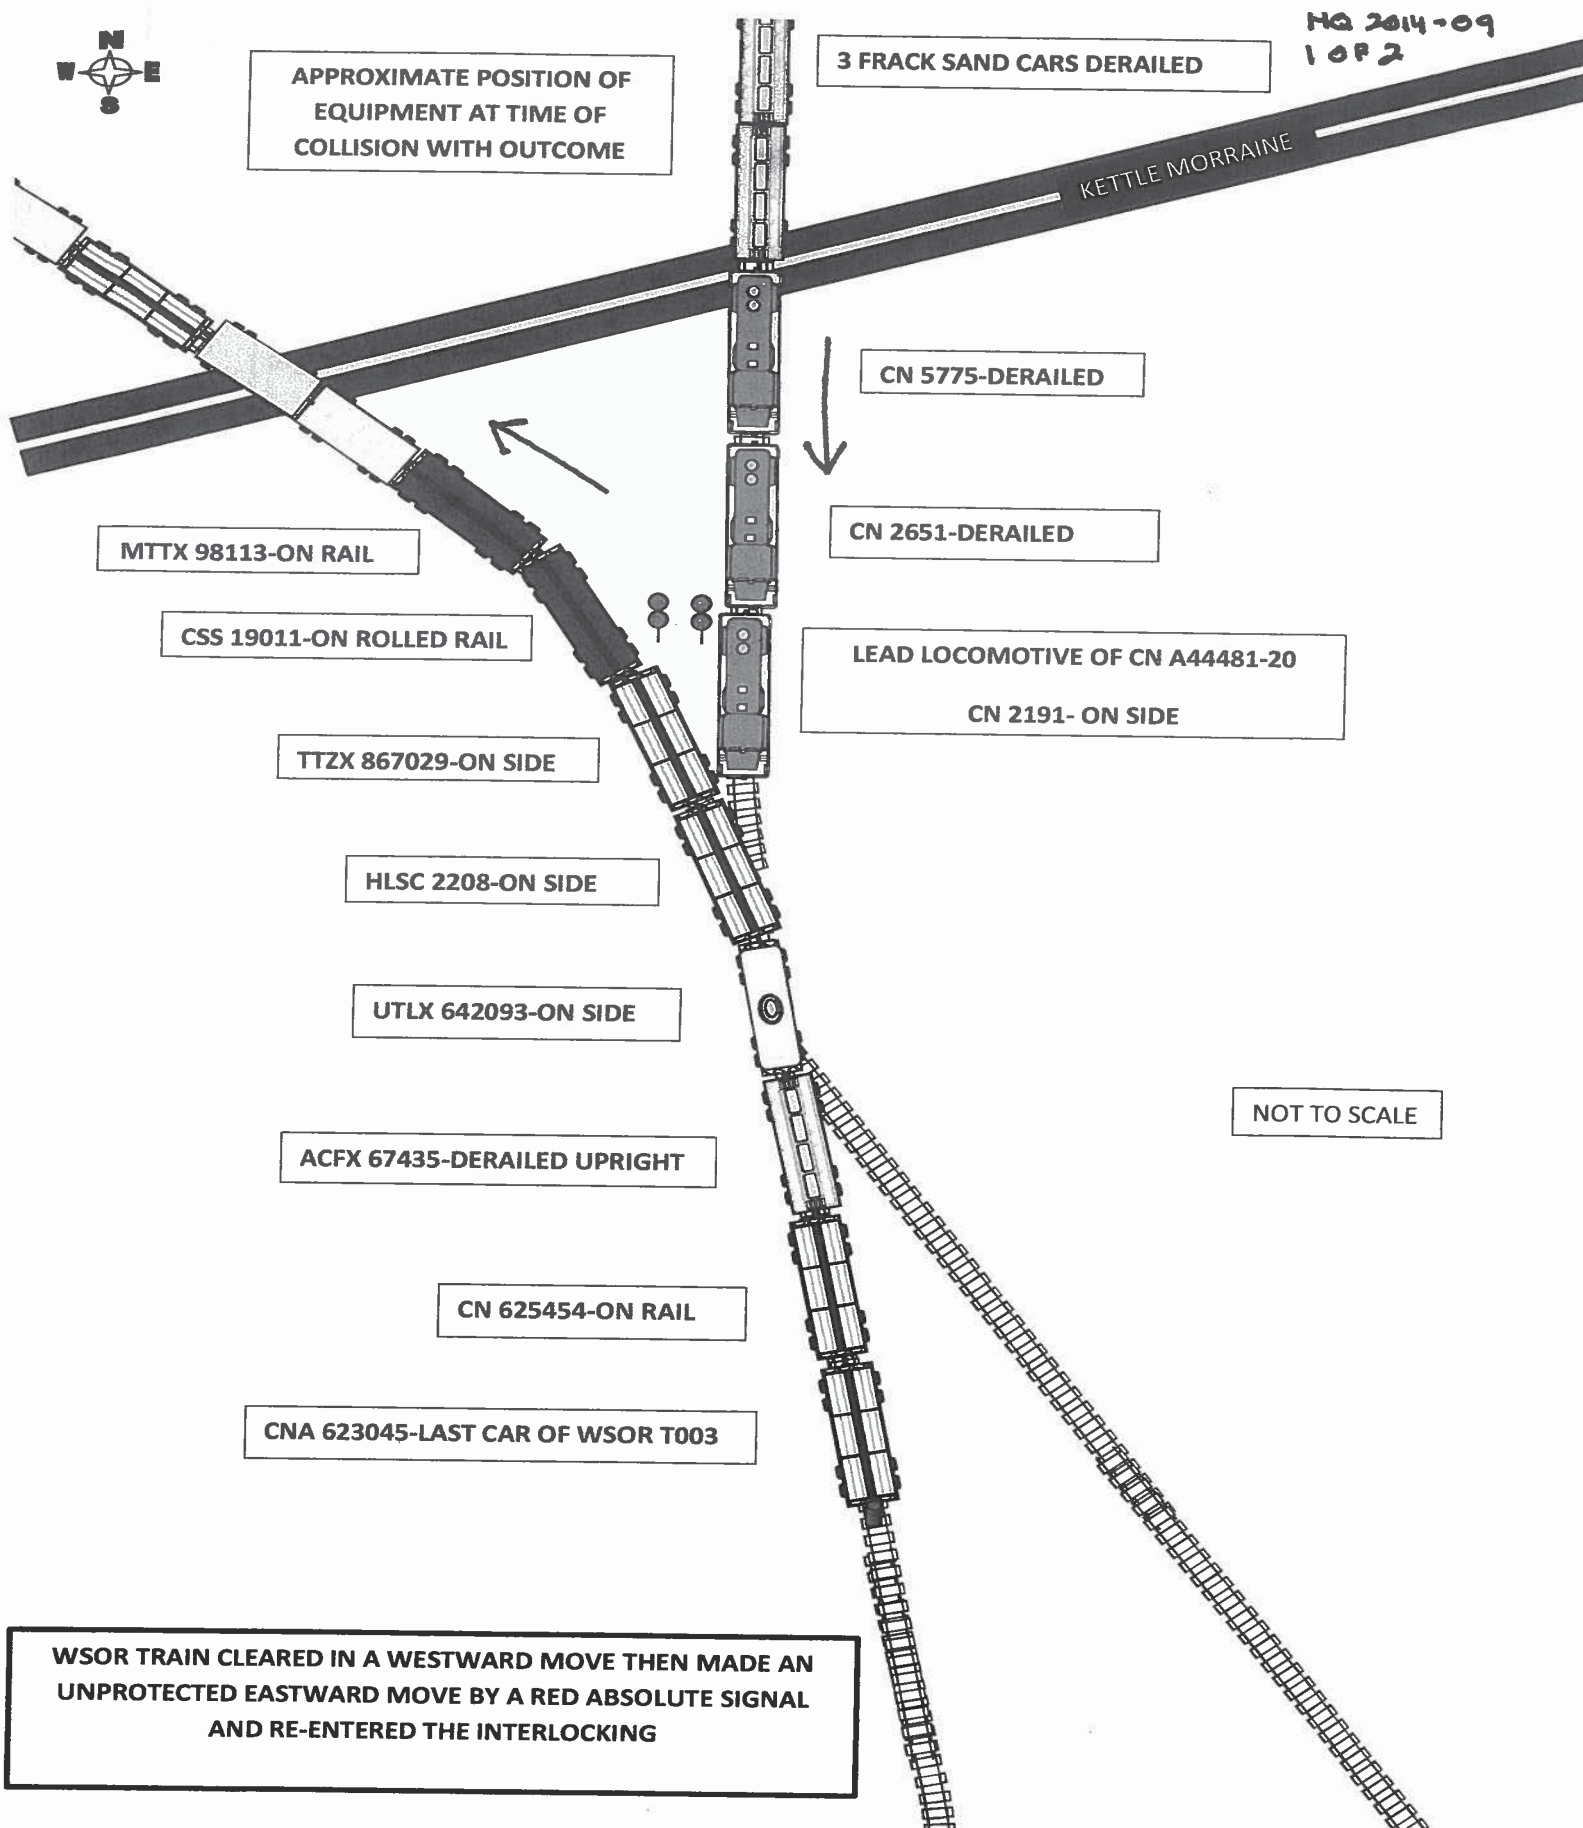 HQ 2014-09
1 OF 2
N
W E
S
APPROXIMATE POSITION OF
EQUIPMENT AT TIME OF
COLLISION WITH OUTCOME
3 FRACK SAND CARS DERAILED
KETTLE MORRAINE
CN 5775-DERAILED
CN 2651-DERAILED
MTTX 98113-ON RAIL
CSS 19011-ON ROLLED RAIL
LEAD LOCOMOTIVE OF CN A44481-20
CN 2191- ON SIDE
TTZX 867029-ON SIDE
HLSC 2208-ON SIDE
UTLX 642093-ON SIDE
NOT TO SCALE
ACFX 67435-DERAILED UPRIGHT
CN 625454-ON RAIL
CNA 623045-LAST CAR OF WSOR T003
WSOR TRAIN CLEARED IN A WESTWARD MOVE THEN MADE AN
UNPROTECTED EASTWARD MOVE BY A RED ABSOLUTE SIGNAL
AND RE-ENTERED THE INTERLOCKING